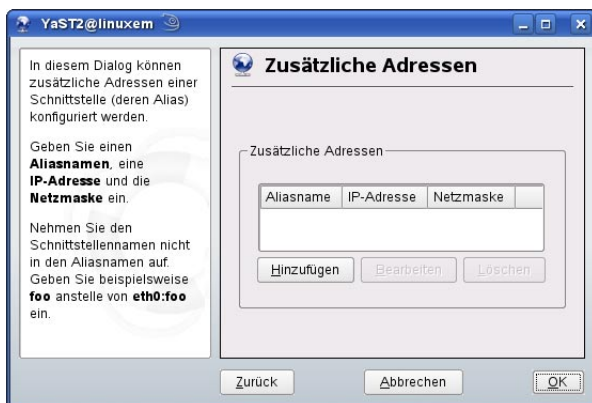 YaST2@linuxem
In diesem Dialog können
zusätzliche Adressen einer
Schnittstelle (deren Alias)
konfiguriert werden.
Geben Sie einen
Aliasnamen, eine
IP-Adresse und die
Netzmaske ein.
Nehmen Sie den
Schnittstellennamen nicht
in den Aliasnamen auf.
Geben Sie beispielsweise
foo anstelle von eth0:foo
ein.
Zusätzliche Adressen
Zusätzliche Adressen
Aliasname IP-Adresse Netzmaske
Hinzufügen Bearbeiten Löschen
Zurück Abbrechen OK